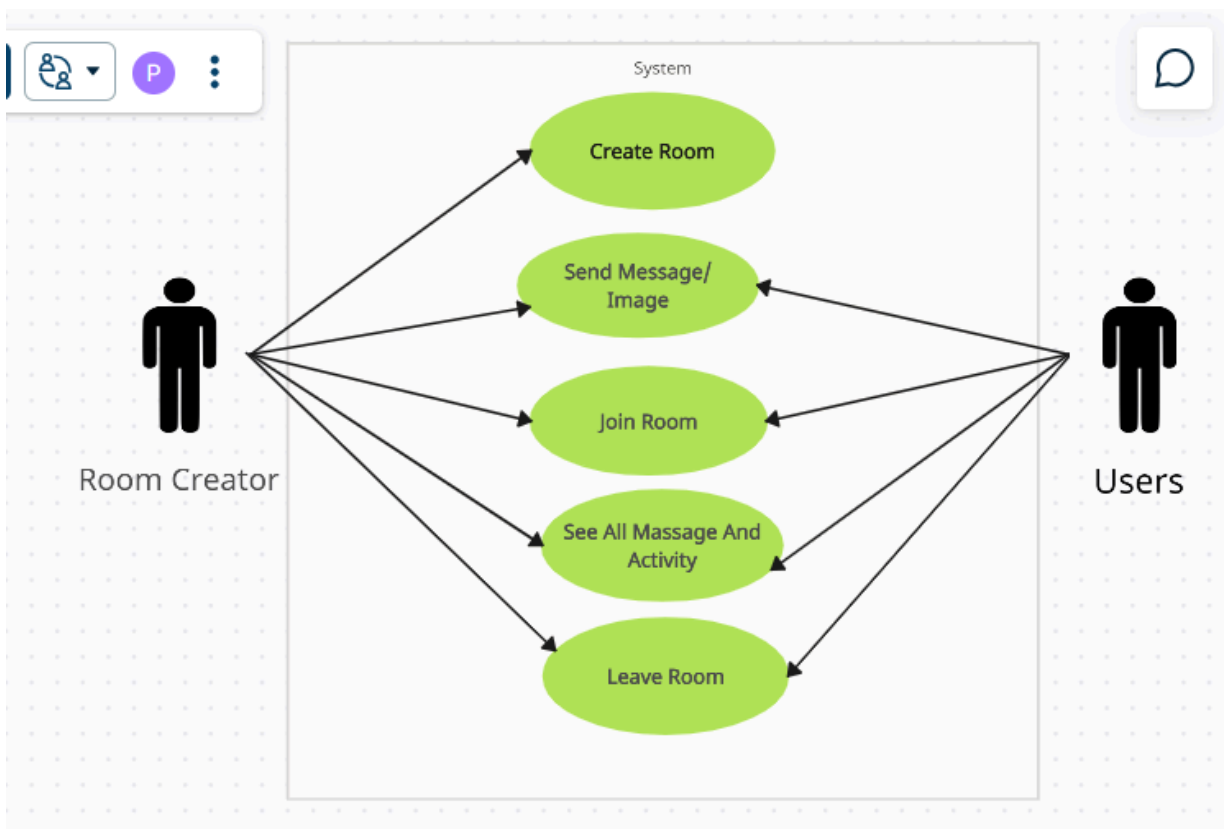 P
System
Create Room
Send Message/
Image
Join Room
See All Massage And
Activity
Leave Room
Room Creator
Users